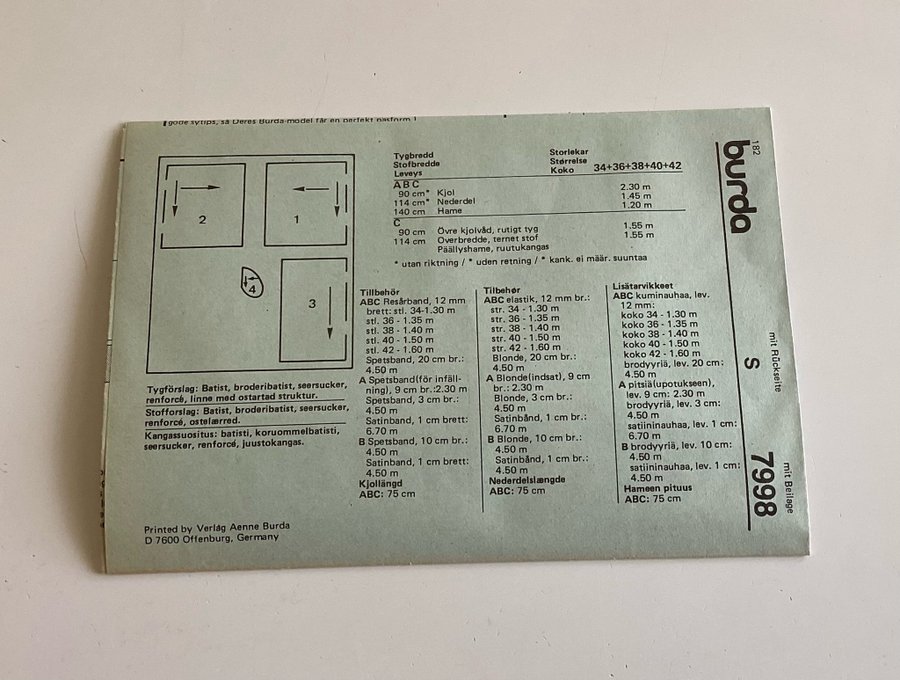 gode sytips, så Deres Burda-model får en perfekt pasform !
2
1
4
3
Tygbredd
Stofbredde
Leveys
Storlekar
Størrelse
Koko 34+36+38+40+42
A B C
90 cm* Kjol 2.30 m
114 cm* Nederdel 1.45 m
140 cm Hame 1.20 m
C
90 cm Övre kjolvåd, rutigt tyg 1.55 m
114 cm Overbredde, ternet stof 1.55 m
Päällyshame, ruutukangas
* utan riktning / * uden retning / * kank. ei määr. suuntaa
Tillbehör
ABC Resårband, 12 mm
brett: stl. 34-1.30 m
stl. 36 - 1.35 m
stl. 38 - 1.40 m
stl. 40 - 1.50 m
stl. 42 - 1.60 m
Spetsband, 20 cm br.:
4.50 m
A Spetsband(för infäll-
ning), 9 cm br.:2.30 m
Spetsband, 3 cm br.:
4.50 m
Satinband, 1 cm brett:
6.70 m
B Spetsband, 10 cm br.:
4.50 m
Satinband, 1 cm brett:
4.50 m
Kjollängd
ABC: 75 cm
Tilbehør
ABC elastik, 12 mm br.:
str. 34 - 1.30 m
str. 36 - 1.35 m
str. 38 - 1.40 m
str. 40 - 1.50 m
str. 42 - 1.60 m
Blonde, 20 cm br.:
4.50 m
A Blonde(indsat), 9 cm
br.: 2.30 m
Blonde, 3 cm br.:
4.50 m
Satinbånd, 1 cm br.:
6.70 m
B Blonde, 10 cm br.:
4.50 m
Satinbånd, 1 cm br.:
4.50 m
Nederdelslængde
ABC: 75 cm
Lisätarvikkeet
ABC kuminauhaa, lev.
12 mm:
koko 34 - 1.30 m
koko 36 - 1.35 m
koko 38 - 1.40 m
koko 40 - 1.50 m
koko 42 - 1.60 m
brodyyriä, lev. 20 cm:
4.50 m
A pitsiä(upotukseen),
lev. 9 cm: 2.30 m
brodyyriä, lev. 3 cm:
4.50 m
satiininauhaa, lev. 1 cm:
6.70 m
B brodyyriä, lev. 10 cm:
4.50 m
satiininauhaa, lev. 1 cm:
4.50 m
Hameen pituus
ABC: 75 cm
Tygförslag: Batist, broderibatist, seersucker,
renforcé, linne med ostartad struktur.
Stofforslag: Batist, broderibatist, seersucker,
renforcé, ostelærred.
Kangassuositus: batisti, koruommelbatisti,
seersucker, renforcé, juustokangas.
Printed by Verlag Aenne Burda
D 7600 Offenburg, Germany
182
burda
mit Rückseite
S
mit Beilage
7998